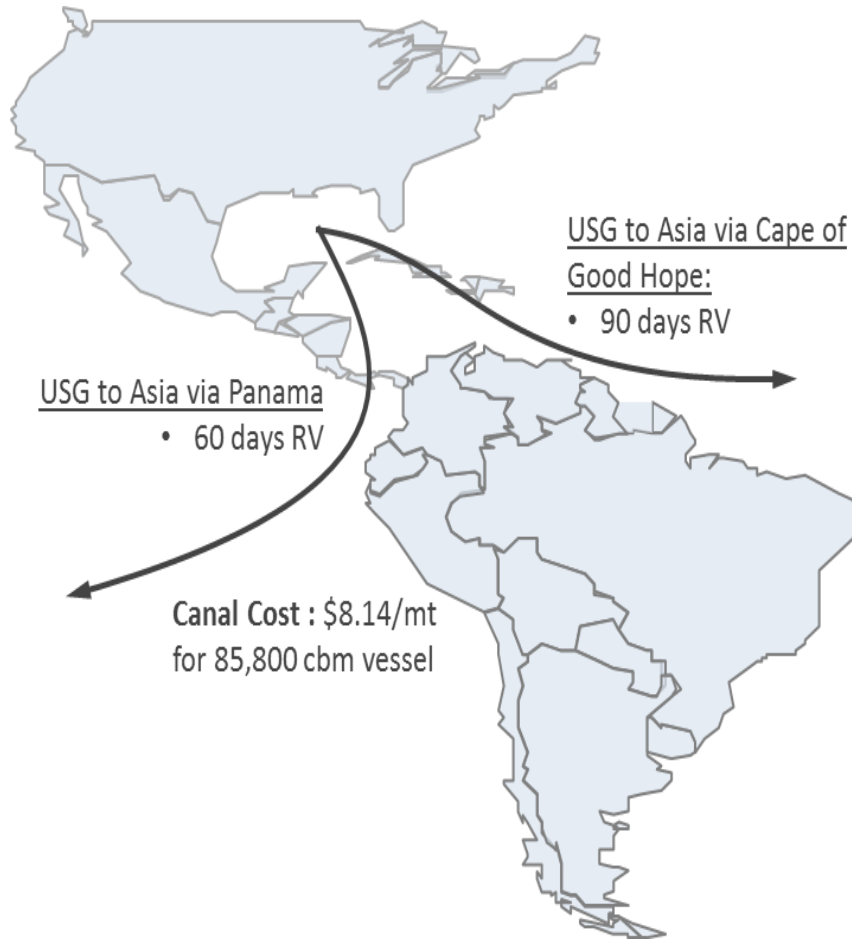 USG to Asia via Cape of
Good Hope:
• 90 days RV
USG to Asia via Panama
• 60 days RV
Canal Cost : $8.14/mt
for 85,800 cbm vessel